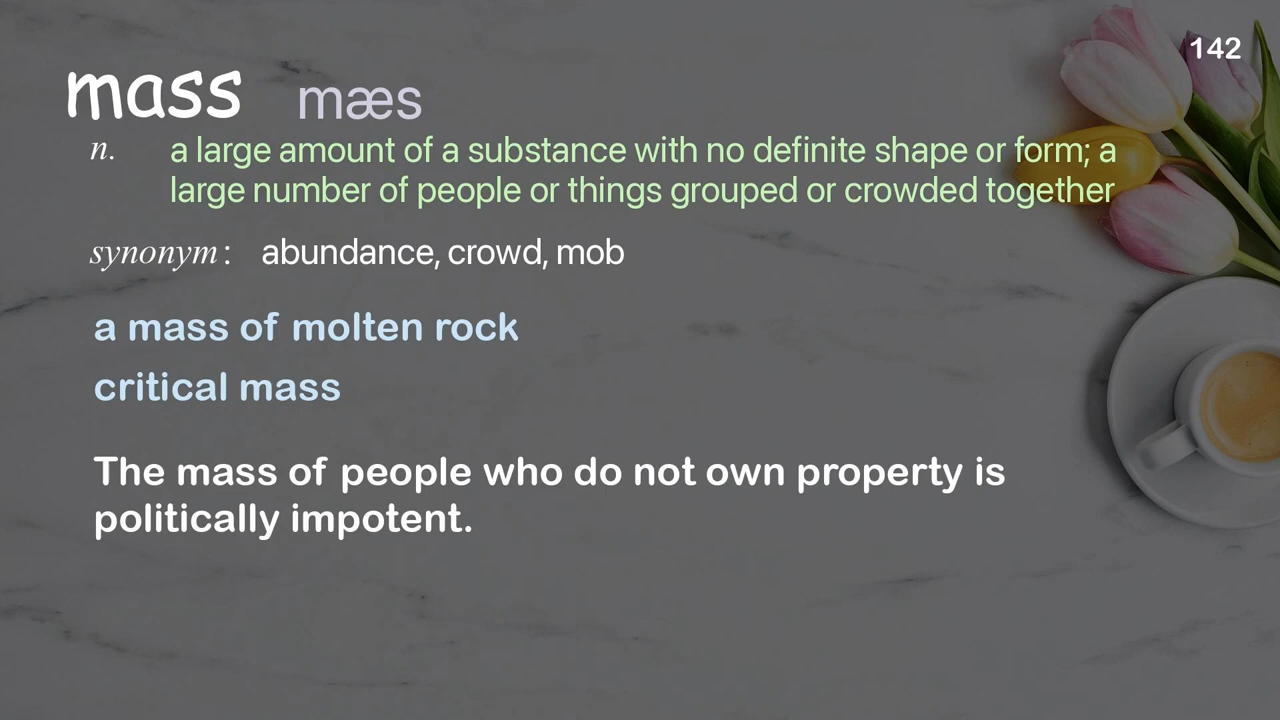 142
mass mæs
n. a large amount of a substance with no definite shape or form; a
large number of people or things grouped or crowded together
synonym: abundance, crowd, mob
a mass of molten rock
critical mass
The mass of people who do not own property is
politically impotent.